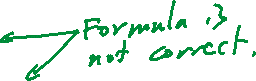 Formula is
not correct.